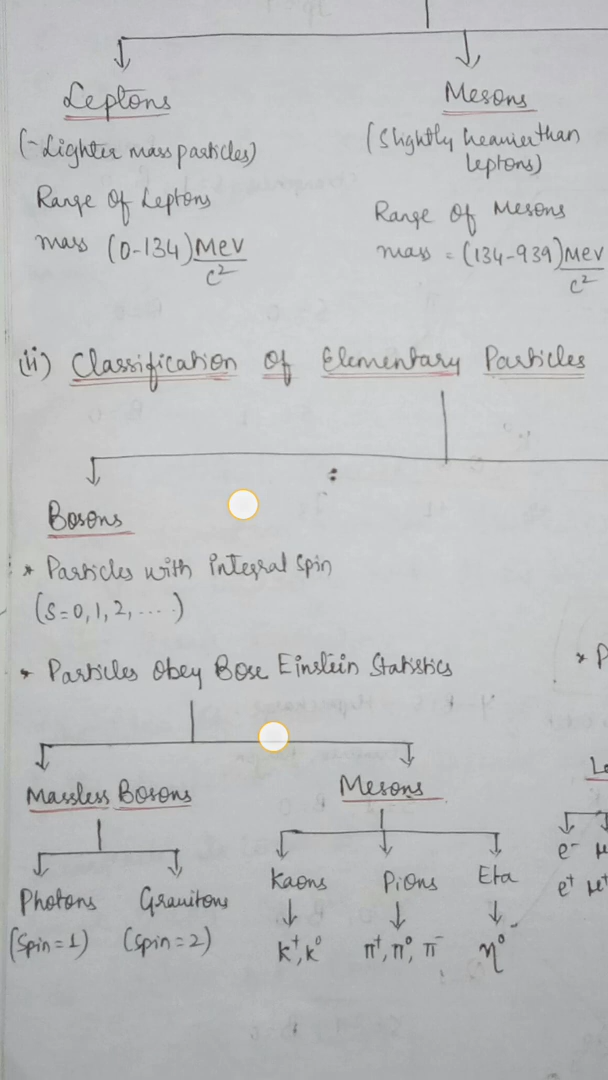 Leptons
(-Lighter mass particles)
Range Of Leptons
mass (0-134) MeV/c²
Mesons
(Slightly heavier than
leptons)
Range Of Mesons
mass = (134-939) MeV/c²
(ii) Classification Of Elementary Particles
Bosons
* Particles with integral Spin
(S=0,1,2,....)
* Particles Obey Bose Einstein Statistics
* P
Massless Bosons
Mesons
Le
Photons Gravitons
(Spin=1) (Spin=2)
Kaons Pions Eta
K⁺, K⁰ π⁺, π⁰, π⁻ η⁰
e⁻ μ
e⁺ μ⁺